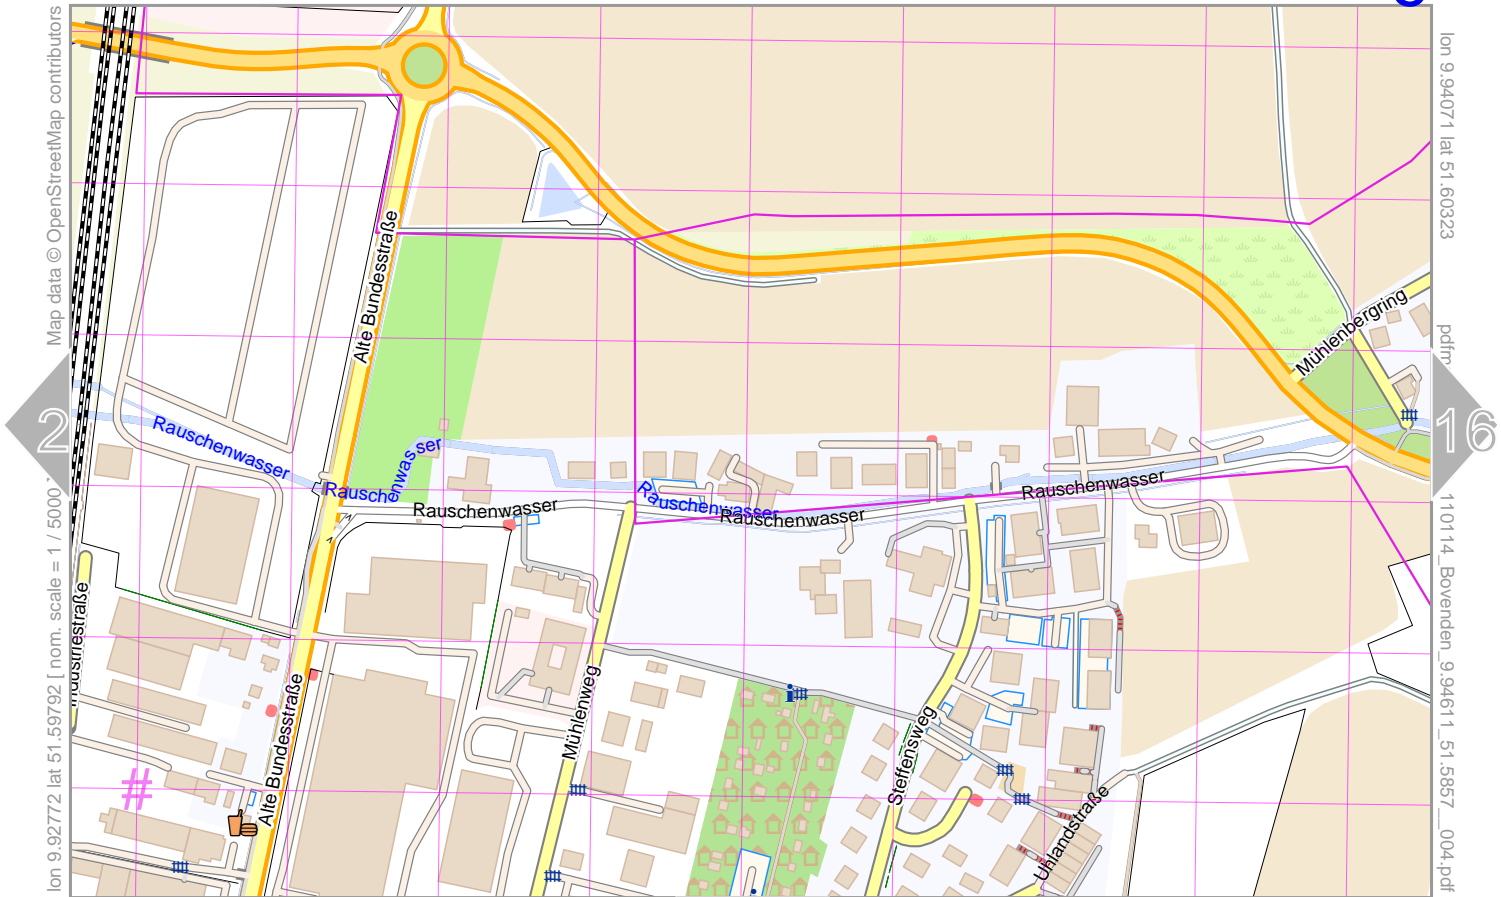 Map data © OpenStreetMap contributors
lon 9.92772 lat 51.59792 [ nom. scale = 1 / 5000
lon 9.94071 lat 51.60323
110114_Bovenden_9.94611_51.5857__004.pdf
2
16
Alte Bundesstraße
Mühlenbergring
Rauschenwasser
Rauschenwasser
Rauschenwasser
Rauschenwasser
Rauschenwasser
Rauschenwasser
Industriestraße
Alte Bundesstraße
Mühlenweg
Steffensweg
Uhlandstraße
#